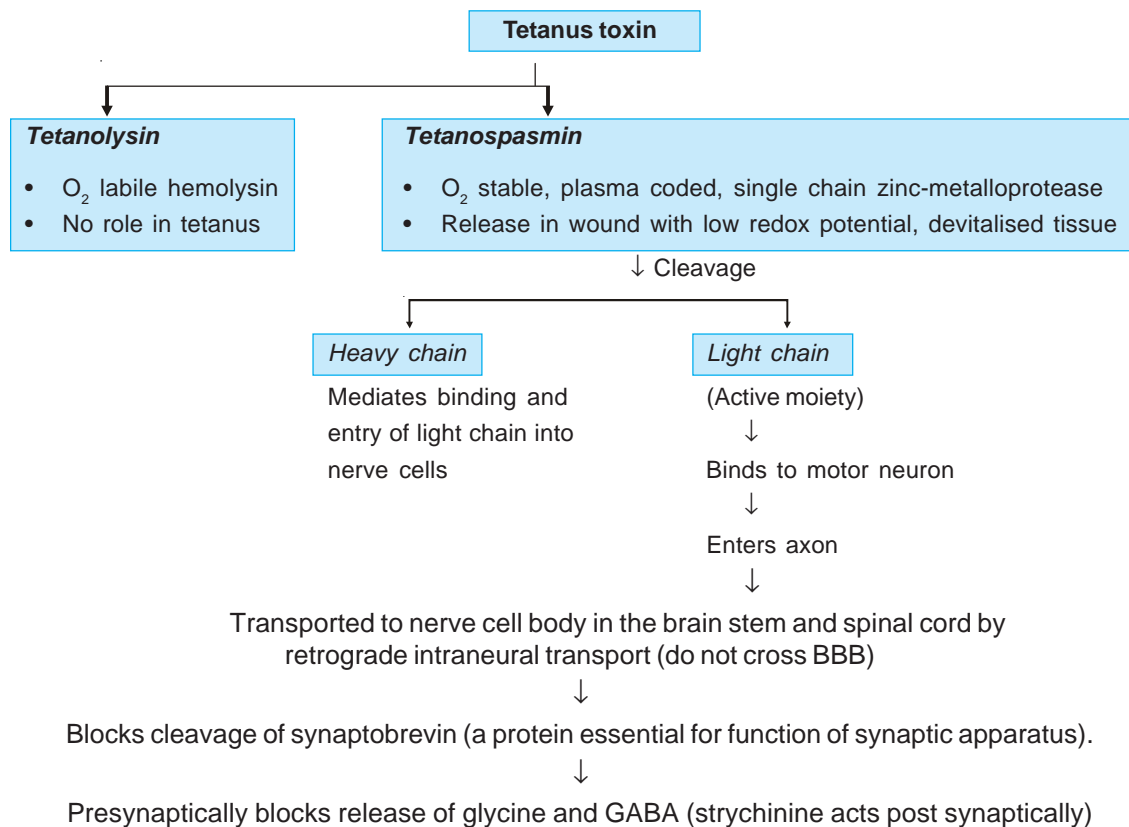 Tetanus toxin
Tetanolysin
• O2 labile hemolysin
• No role in tetanus
Tetanospasmin
• O2 stable, plasma coded, single chain zinc-metalloprotease
• Release in wound with low redox potential, devitalised tissue
↓ Cleavage
Heavy chain
Mediates binding and
entry of light chain into
nerve cells
Light chain
(Active moiety)
↓
Binds to motor neuron
↓
Enters axon
↓
Transported to nerve cell body in the brain stem and spinal cord by
retrograde intraneural transport (do not cross BBB)
↓
Blocks cleavage of synaptobrevin (a protein essential for function of synaptic apparatus).
↓
Presynaptically blocks release of glycine and GABA (strychinine acts post synaptically)